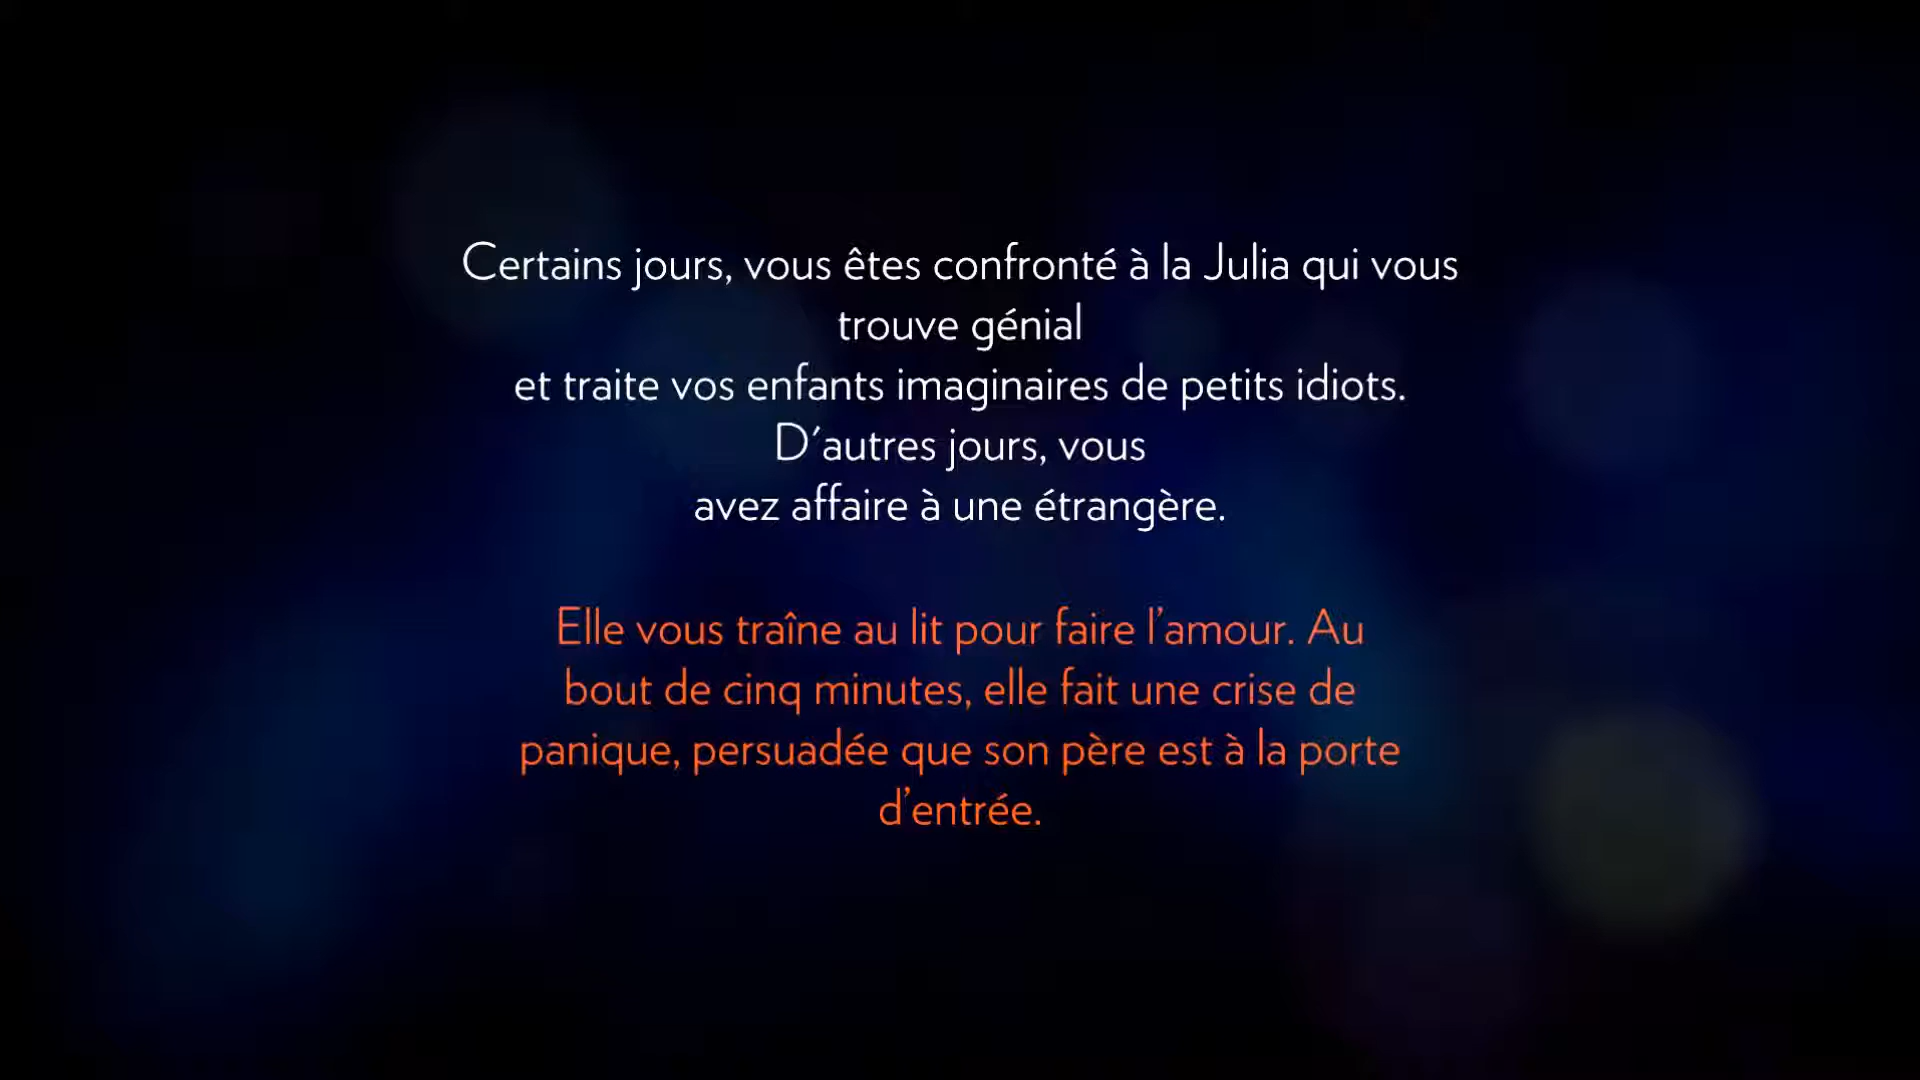 Certains jours, vous êtes confronté à la Julia qui vous
trouve génial
et traite vos enfants imaginaires de petits idiots.
D'autres jours, vous
avez affaire à une étrangère.
Elle vous traîne au lit pour faire l'amour. Au
bout de cinq minutes, elle fait une crise de
panique, persuadée que son père est à la porte
d'entrée.